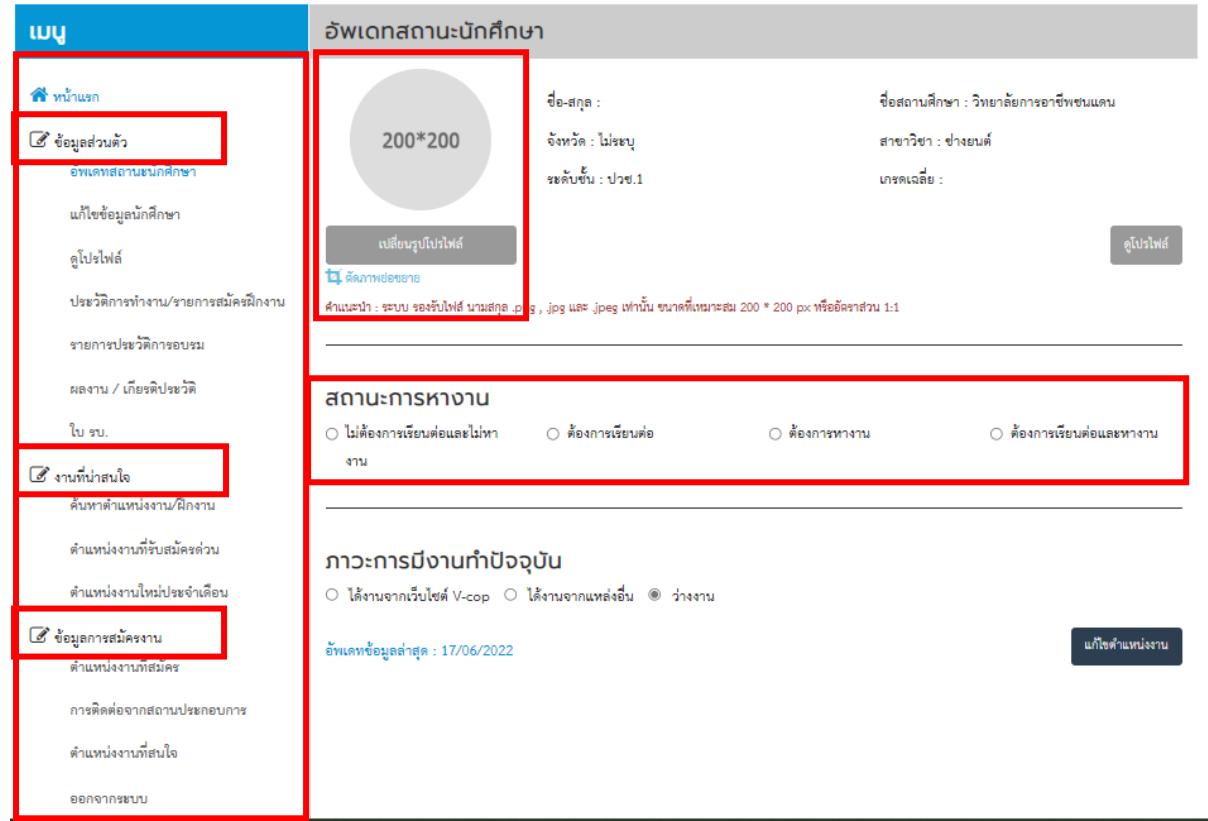 เมนู
หน้าแรก
ข้อมูลส่วนตัว
อัพเดทสถานะนักศึกษา
แก้ไขข้อมูลนักศึกษา
ดูโปรไฟล์
ประวัติการทำงาน/รายการสมัครฝึกงาน
รายการประวัติการอบรม
ผลงาน / เกียรติประวัติ
ใบ รบ.
งานที่น่าสนใจ
ค้นหาตำแหน่งงาน/ฝึกงาน
ตำแหน่งงานที่รับสมัครด่วน
ตำแหน่งงานใหม่ประจำเดือน
ข้อมูลการสมัครงาน
ตำแหน่งงานที่สมัคร
การติดต่อจากสถานประกอบการ
ตำแหน่งงานที่สนใจ
ออกจากระบบ
อัพเดทสถานะนักศึกษา
200*200
เปลี่ยนรูปโปรไฟล์
ตัดภาพย่อขยาย
ชื่อ-สกุล :
จังหวัด : ไม่ระบุ
ระดับชั้น : ปวช.1
ชื่อสถานศึกษา : วิทยาลัยการอาชีพชนแดน
สาขาวิชา : ช่างยนต์
เกรดเฉลี่ย :
ดูโปรไฟล์
คำแนะนำ : ระบบ รองรับไฟล์ นามสกุล .png , .jpg และ .jpeg เท่านั้น ขนาดที่เหมาะสม 200 * 200 px หรืออัตราส่วน 1:1
สถานะการหางาน
ไม่ต้องการเรียนต่อและไม่หา
งาน
ต้องการเรียนต่อ
ต้องการหางาน
ต้องการเรียนต่อและหางาน
ภาวะการมีงานทำปัจจุบัน
ได้งานจากเว็บไซต์ V-cop ได้งานจากแหล่งอื่น ว่างงาน
อัพเดทข้อมูลล่าสุด : 17/06/2022
แก้ไขตำแหน่งงาน